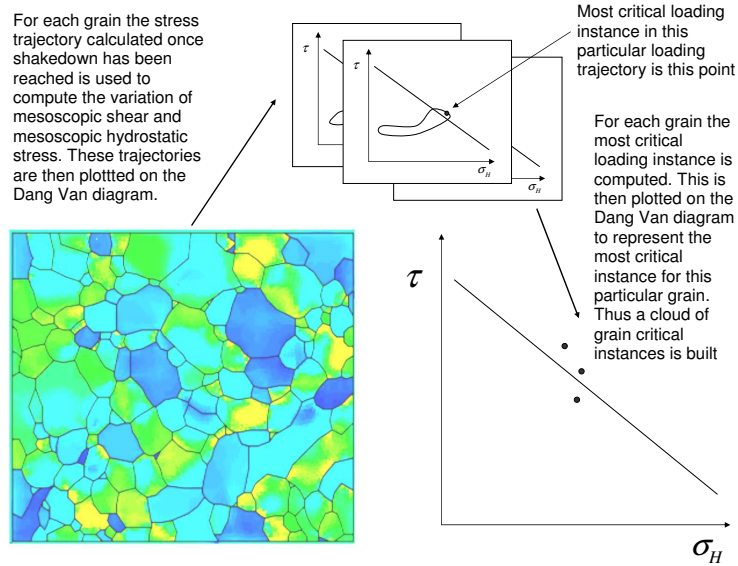 For each grain the stress
trajectory calculated once
shakedown has been
reached is used to
compute the variation of
mesoscopic shear and
mesoscopic hydrostatic
stress. These trajectories
are then plottted on the
Dang Van diagram.
τ
τ
σH
σH
Most critical loading
instance in this
particular loading
trajectory is this point
For each grain the
most critical
loading instance is
computed. This is
then plotted on the
Dang Van diagram
to represent the
most critical
instance for this
particular grain.
Thus a cloud of
grain critical
instances is built
τ
σH